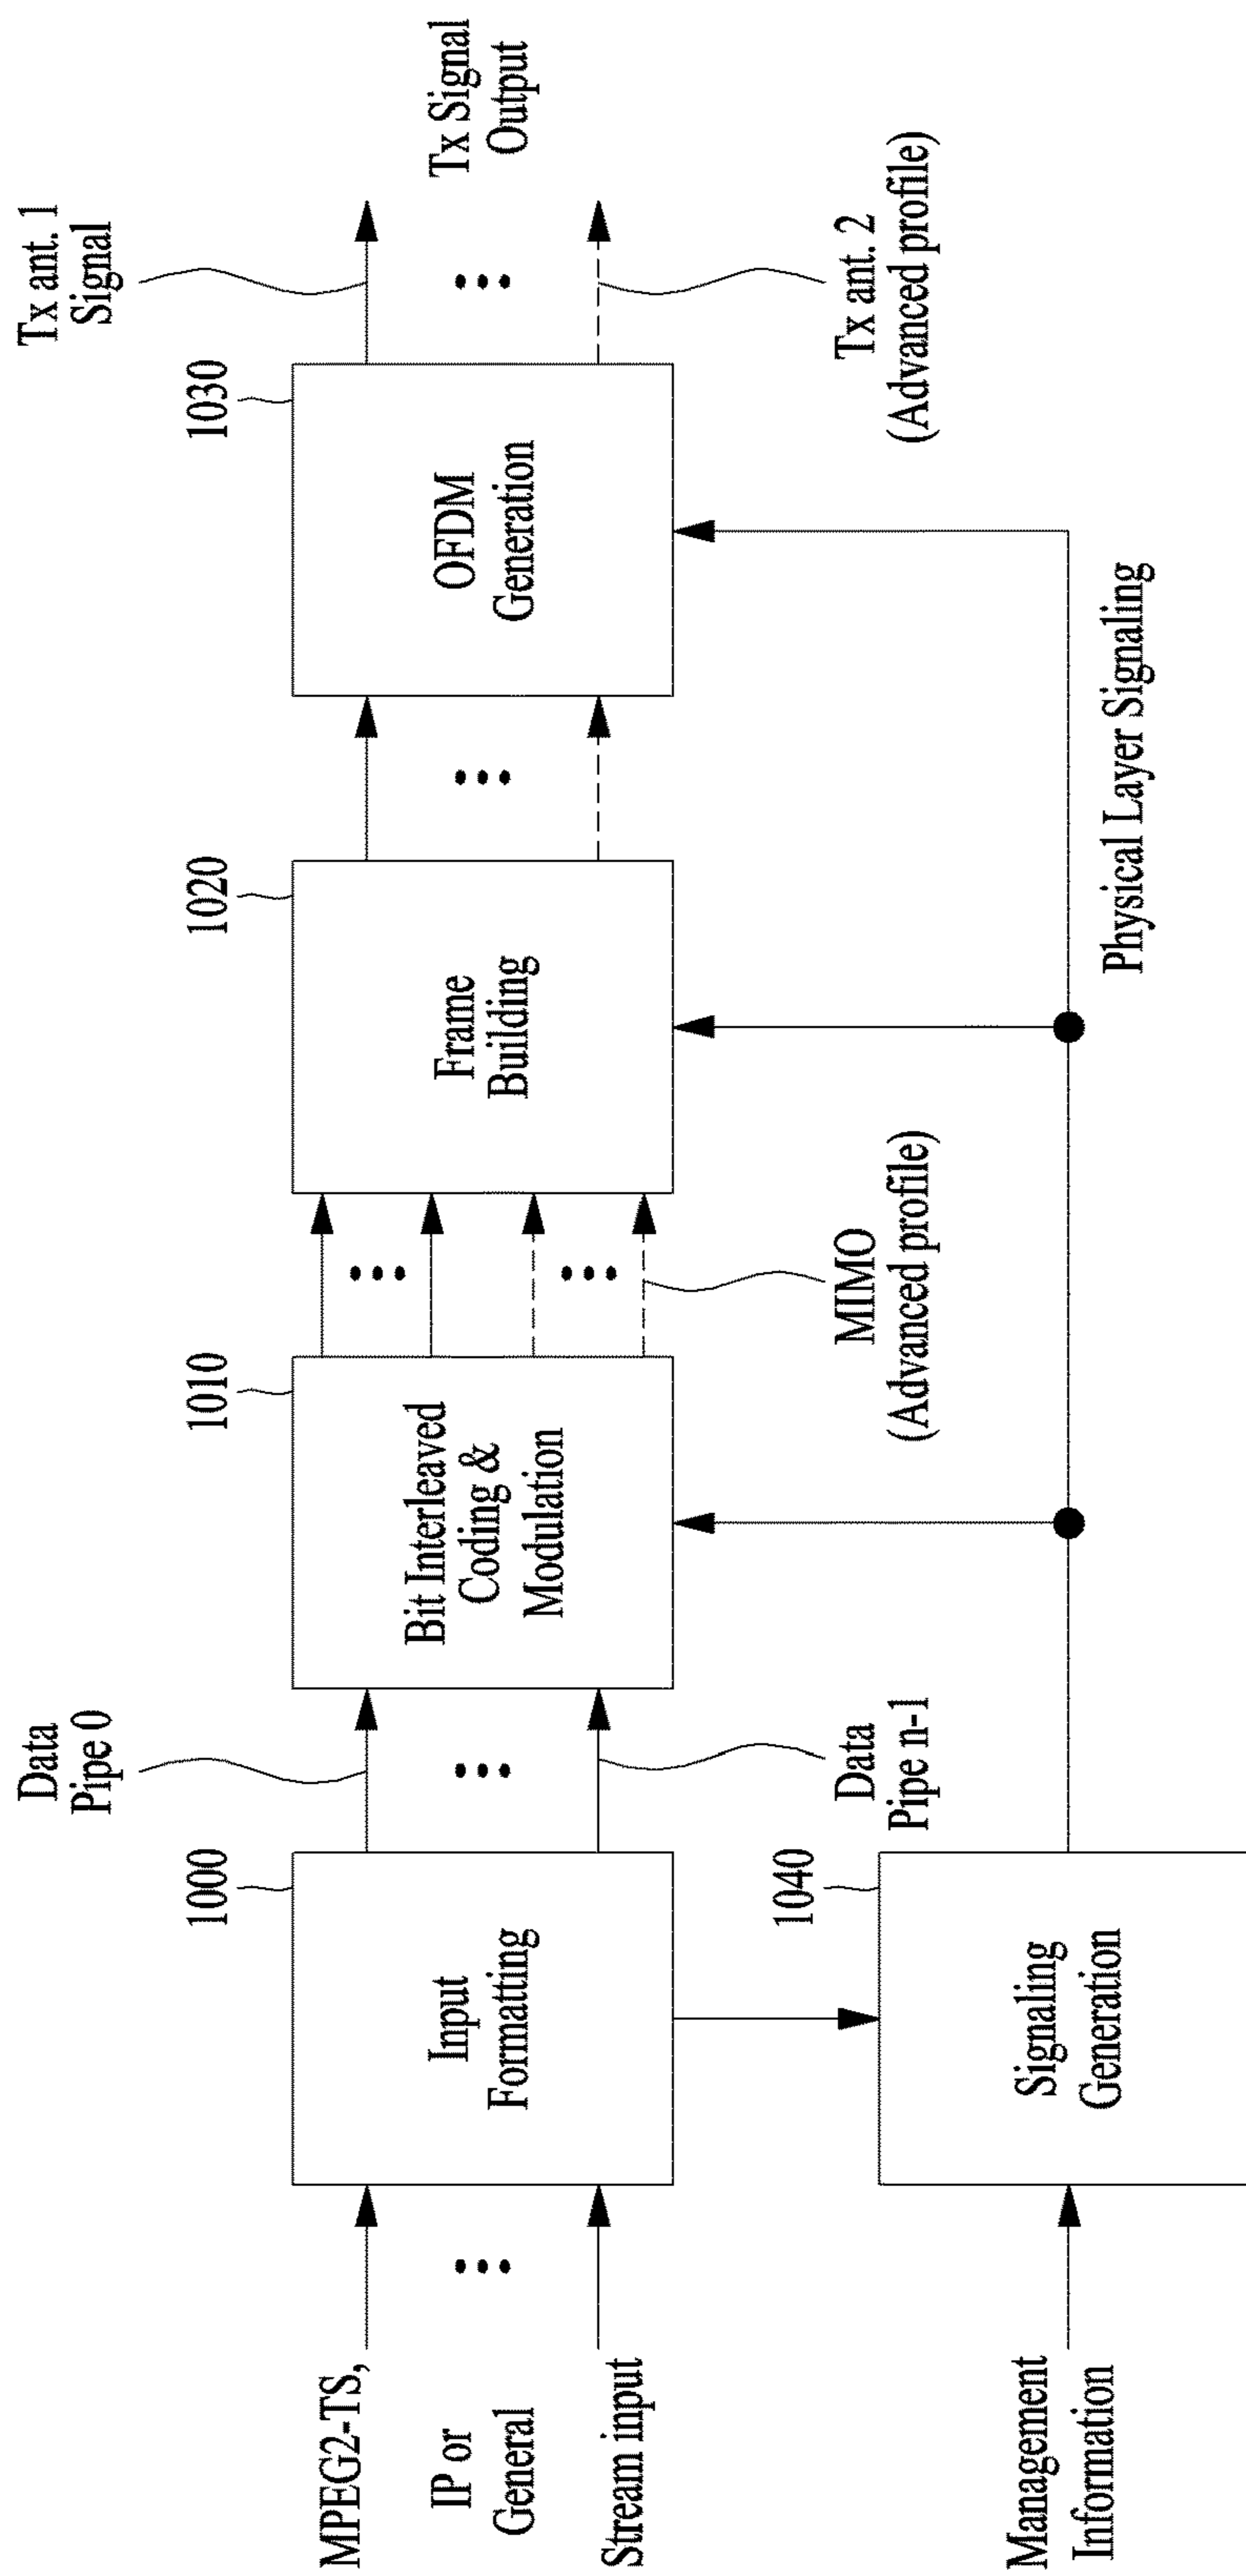 MPEG2-TS,
IP or
General
Stream input
Management
Information
1000
Input
Formatting
1040
Signaling
Generation
Data
Pipe 0
Data
Pipe n-1
1010
Bit Interleaved
Coding &
Modulation
MIMO
(Advanced profile)
1020
Frame
Building
Physical Layer Signaling
1030
OFDM
Generation
Tx ant. 1
Signal
Tx ant. 2
(Advanced profile)
Tx Signal
Output